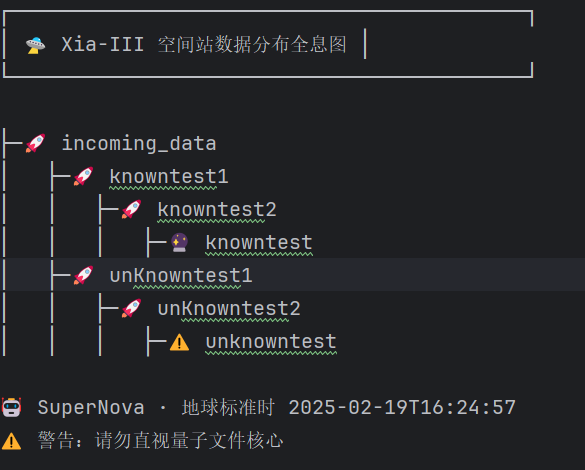 🛸 Xia-III 空间站数据分布全息图
🚀 incoming_data
🚀 knowntest1
🚀 knowntest2
🔮 knowntest
🚀 unKnowntest1
🚀 unKnowntest2
⚠️ unknowntest
🤖 SuperNova · 地球标准时 2025-02-19T16:24:57
⚠️ 警告：请勿直视量子文件核心